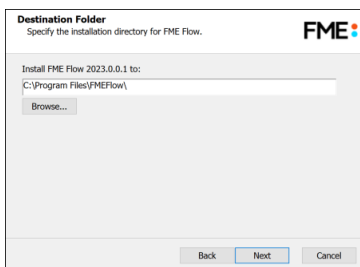 Destination Folder
Specify the installation directory for FME Flow.
FME
Install FME Flow 2023.0.0.1 to:
C:\Program Files\FMEFlow\
Browse...
Back Next Cancel